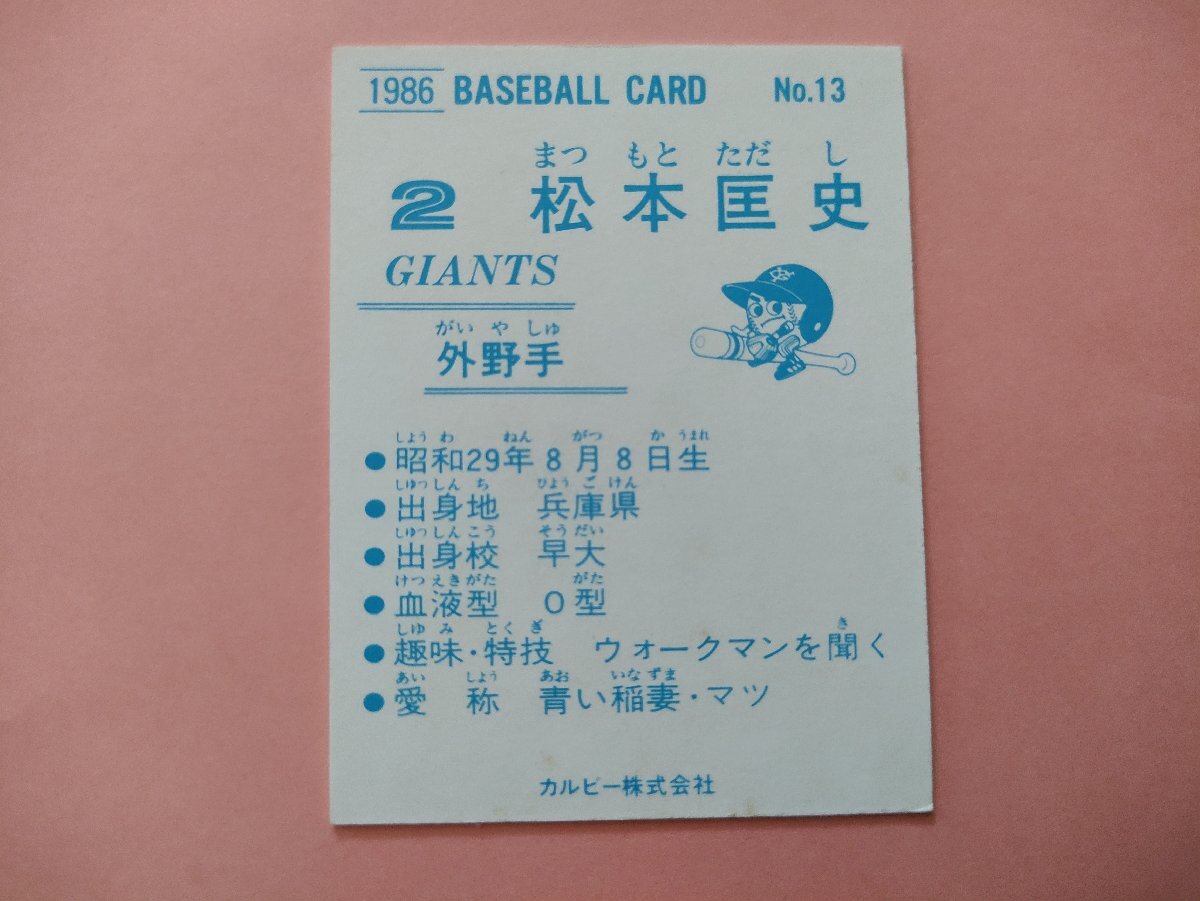 1986 BASEBALL CARD No.13
まつ もと ただ し
2 松本匡史
GIANTS
がい や しゅ
外野手
しょう わ ねん がつ か うまれ
●昭和29年8月8日生
しゅっしん ち ひょう ご けん
●出身地 兵庫県
しゅっしんこう そうだい
●出身校 早大
けつえきがた がた
●血液型 O型
しゅ み とく ぎ き
●趣味・特技 ウォークマンを聞く
あい しょう あお いなずま
●愛称 青い稲妻・マツ
カルビー株式会社